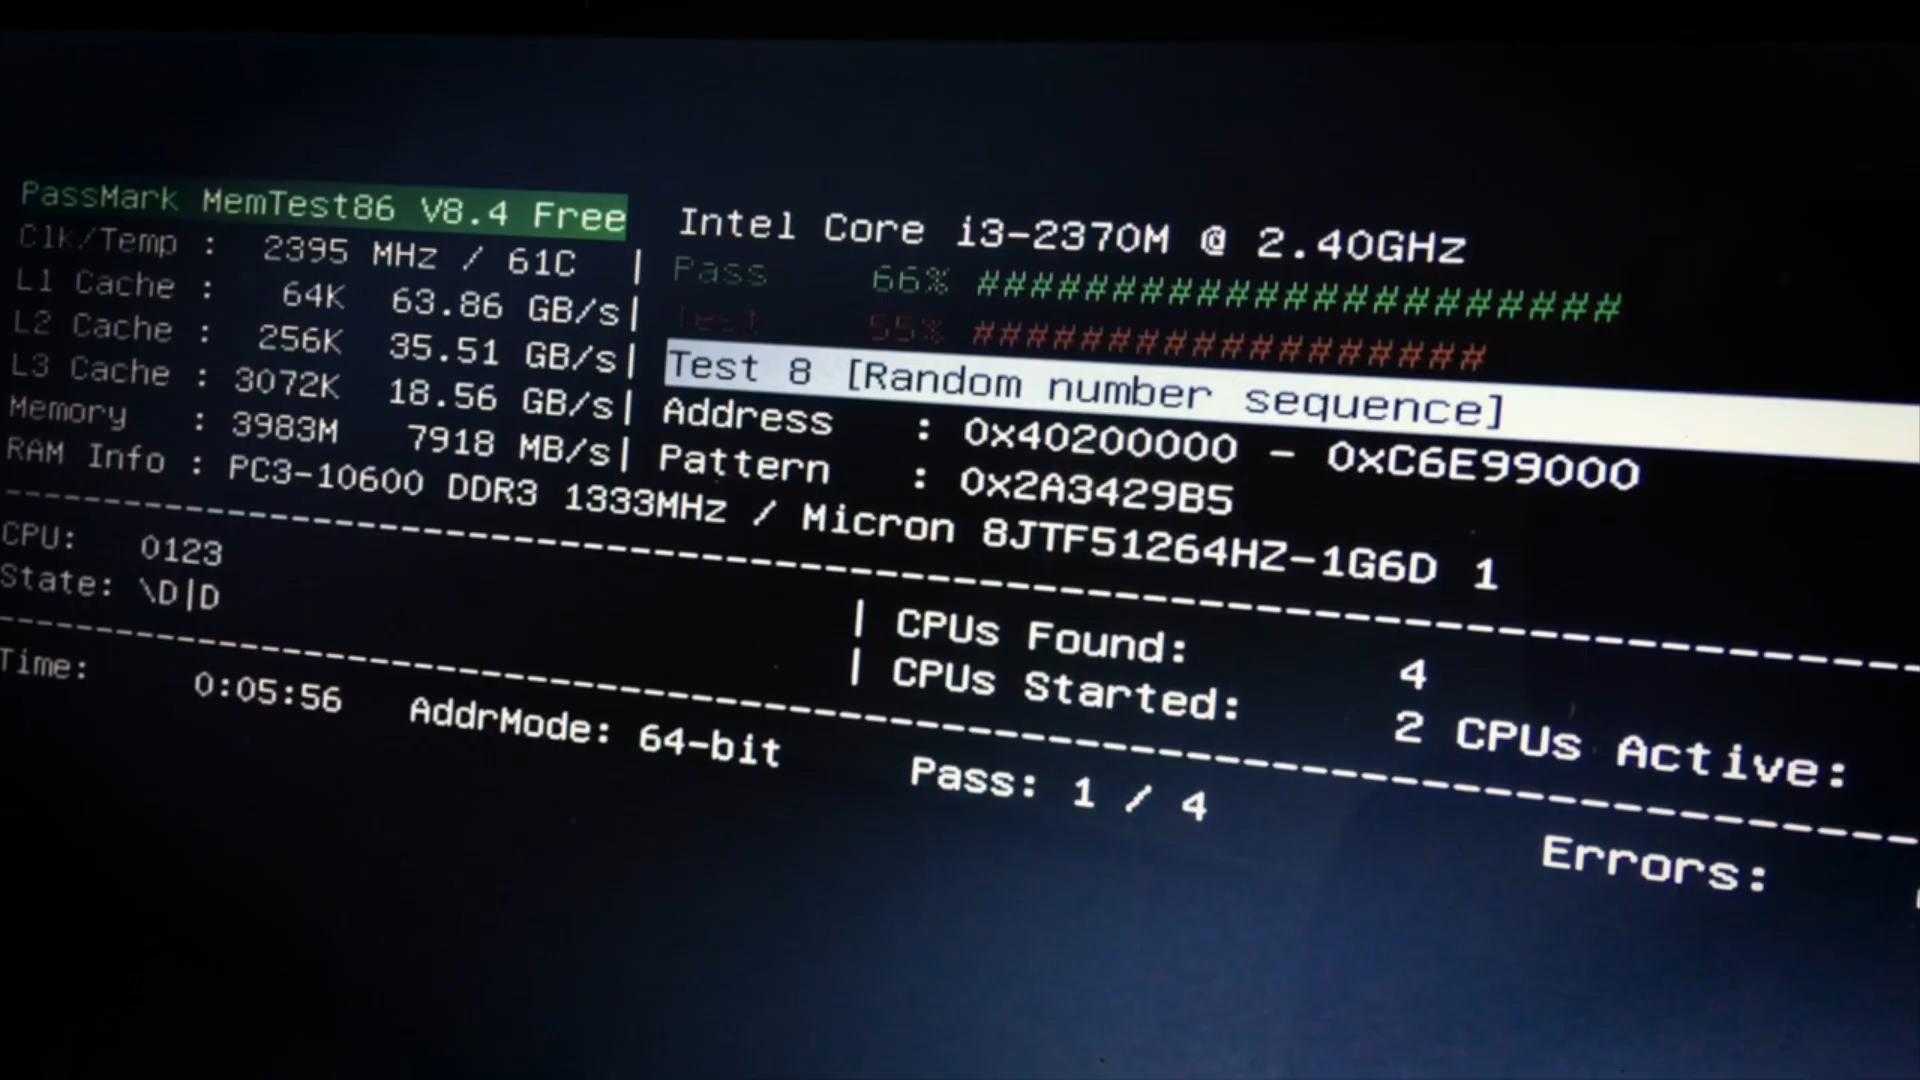 PassMark MemTest86 V8.4 Free Intel Core i3-2370M @ 2.40GHz
Clk/Temp : 2395 MHz / 61C | Pass 66% ########################
L1 Cache : 64K 63.86 GB/s| Test 55% ###################
L2 Cache : 256K 35.51 GB/s| Test 8 [Random number sequence]
L3 Cache : 3072K 18.56 GB/s| Address : 0x40200000 - 0xC6E99000
Memory : 3983M 7918 MB/s| Pattern : 0x2A3429B5
RAM Info : PC3-10600 DDR3 1333MHz / Micron 8JTF51264HZ-1G6D 1
CPU: 0123 | CPUs Found: 4
State: \D|D | CPUs Started: 2 CPUs Active:
Time: 0:05:56 AddrMode: 64-bit Pass: 1 / 4 Errors: